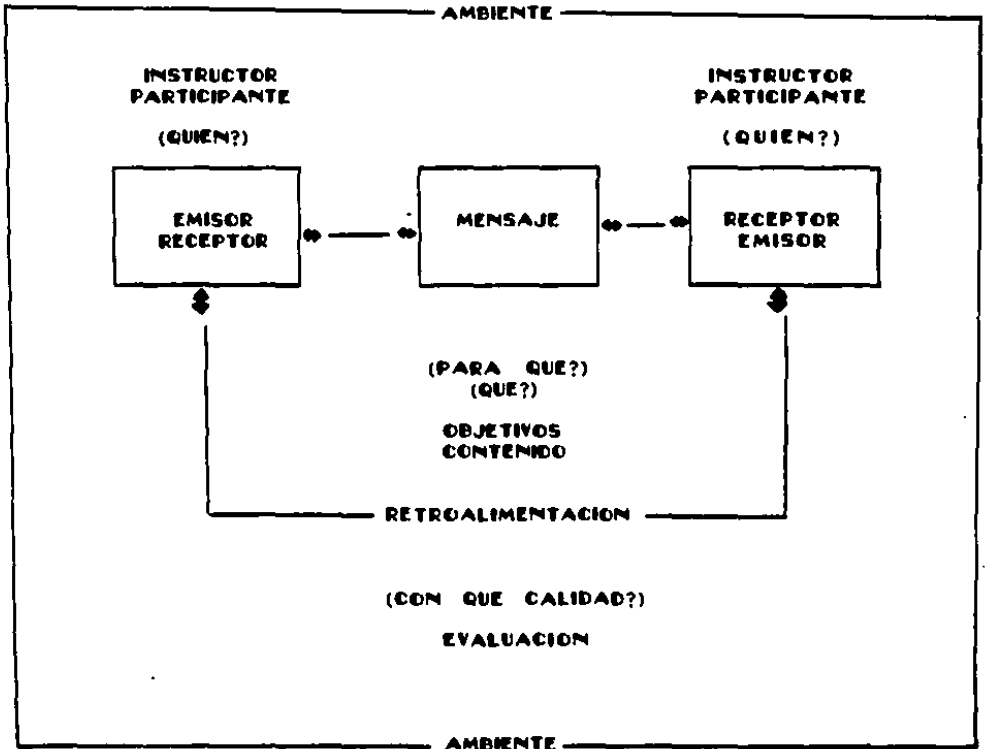 AMBIENTE
INSTRUCTOR
PARTICIPANTE
(QUIEN?)
INSTRUCTOR
PARTICIPANTE
(QUIEN?)
EMISOR
RECEPTOR
MENSAJE
RECEPTOR
EMISOR
(PARA QUE?)
(QUE?)
OBJETIVOS
CONTENIDO
RETROALIMENTACION
(CON QUE CALIDAD?)
EVALUACION
AMBIENTE